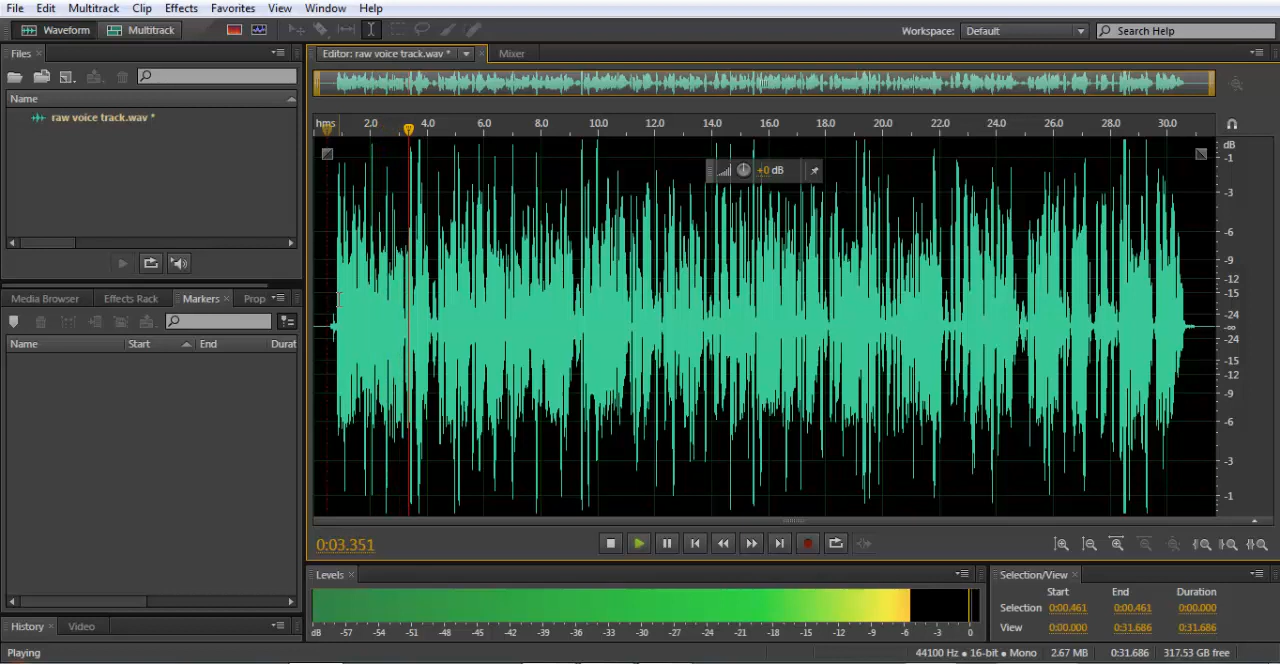 File Edit Multitrack Clip Effects Favorites View Window Help
Waveform Multitrack Workspace: Default Search Help
Files ×
Name
raw voice track.wav *
Editor: raw voice track.wav * × Mixer
hms 2.0 4.0 6.0 8.0 10.0 12.0 14.0 16.0 18.0 20.0 22.0 24.0 26.0 28.0 30.0
dB
-1
-3
-6
-9
-12
-15
-24
-∞
-24
-15
-12
-9
-6
-3
-1
+0 dB
Media Browser Effects Rack Markers × Prop
Name Start End Durat
0:03.351
Levels ×
dB -57 -54 -51 -48 -45 -42 -39 -36 -33 -30 -27 -24 -21 -18 -15 -12 -9 -6 -3 0
Selection/View ×
Start End Duration
Selection 0:00.461 0:00.461 0:00.000
View 0:00.000 0:31.686 0:31.686
History × Video
Playing
44100 Hz • 16-bit • Mono 2.67 MB 0:31.686 317.53 GB free